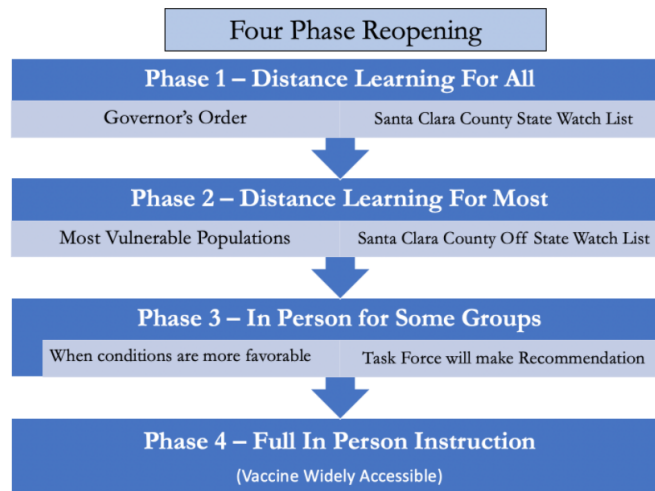 Four Phase Reopening
Phase 1 – Distance Learning For All
Governor's Order
Santa Clara County State Watch List
Phase 2 – Distance Learning For Most
Most Vulnerable Populations
Santa Clara County Off State Watch List
Phase 3 – In Person for Some Groups
When conditions are more favorable
Task Force will make Recommendation
Phase 4 – Full In Person Instruction
(Vaccine Widely Accessible)